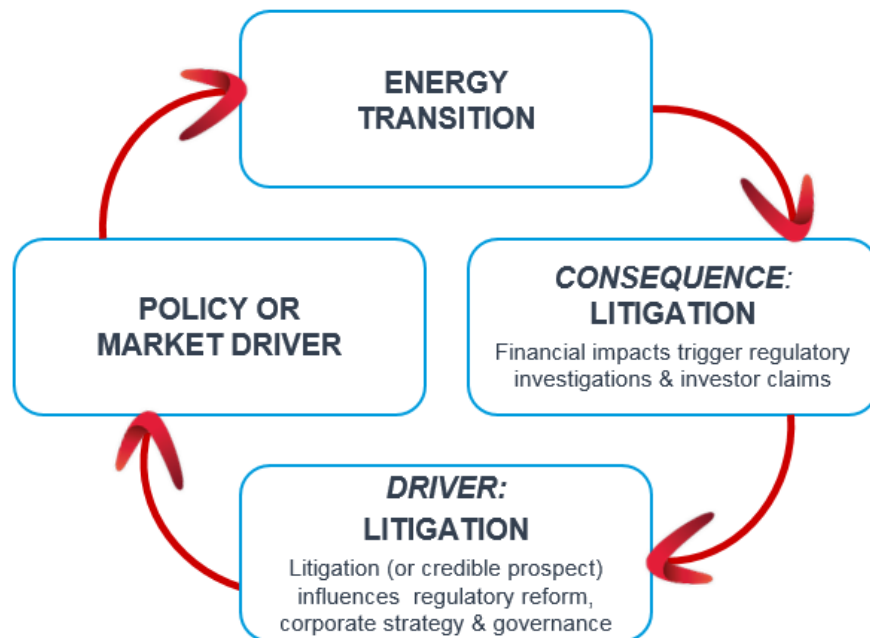 ENERGY
TRANSITION
CONSEQUENCE:
LITIGATION
Financial impacts trigger regulatory
investigations & investor claims
DRIVER:
LITIGATION
Litigation (or credible prospect)
influences  regulatory reform,
corporate strategy & governance
POLICY OR
MARKET DRIVER